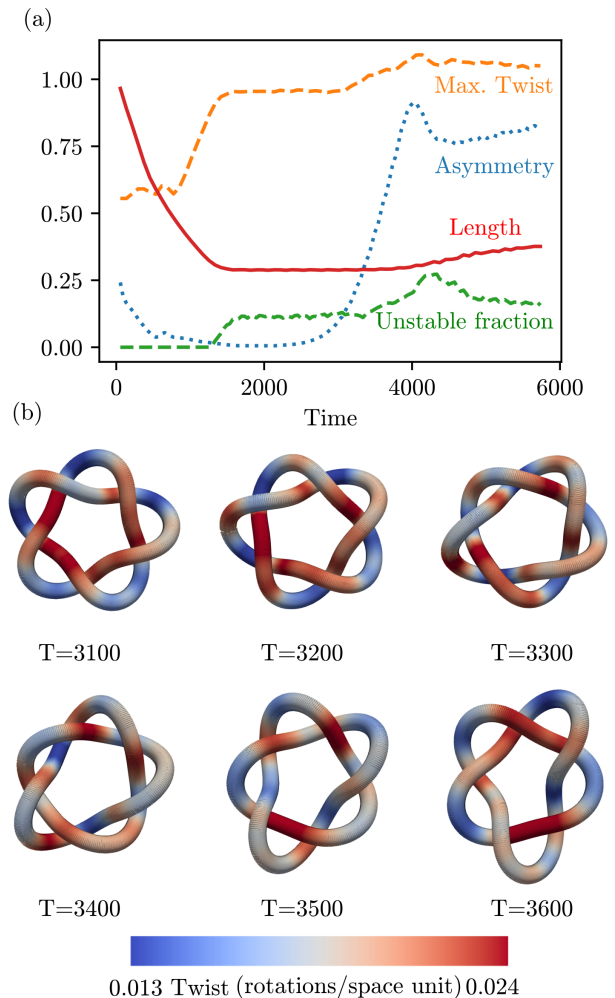 (a)
1.00
0.75
0.50
0.25
0.00
Max. Twist
Asymmetry
Length
Unstable fraction
0 2000 4000 6000
Time
(b)
T=3100 T=3200 T=3300
T=3400 T=3500 T=3600
0.013 Twist (rotations/space unit) 0.024